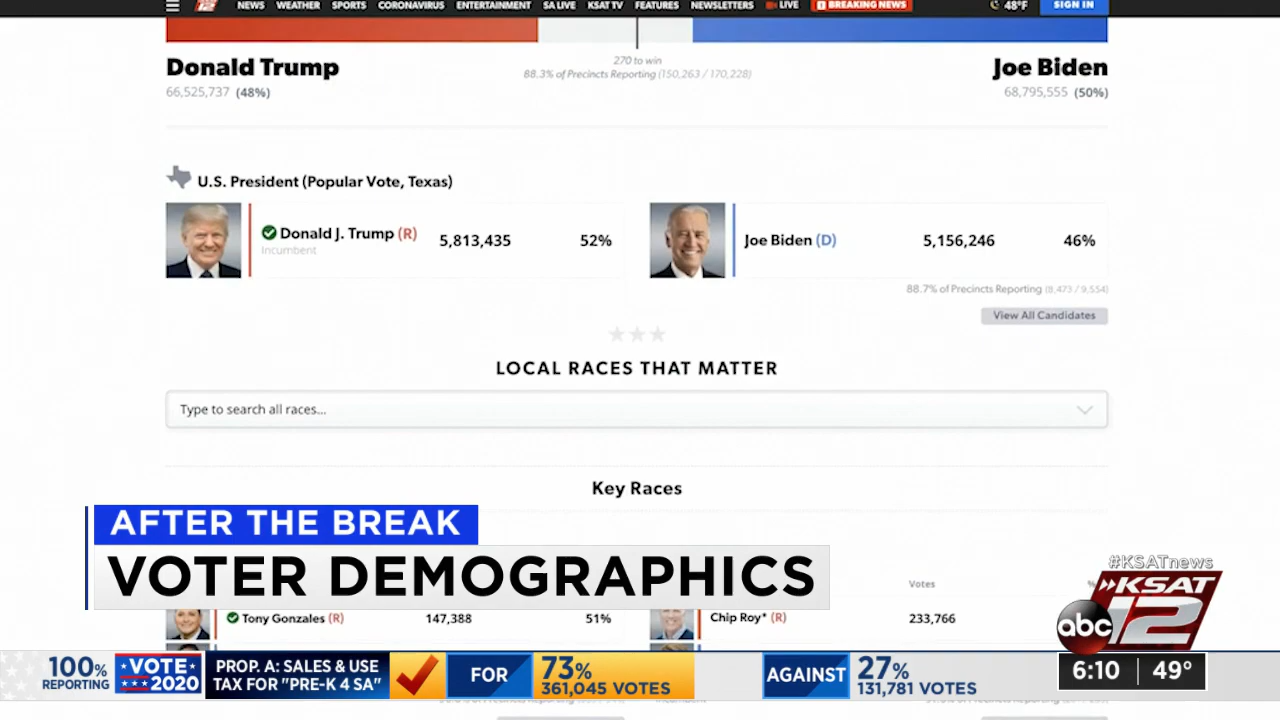 12
NEWS WEATHER SPORTS CORONAVIRUS ENTERTAINMENT SA LIVE KSAT TV FEATURES NEWSLETTERS LIVE BREAKING NEWS 48°F SIGN IN
Donald Trump
66,525,737 (48%)
270 to win
88.3% of Precincts Reporting (150,263 / 170,228)
Joe Biden
68,795,555 (50%)
U.S. President (Popular Vote, Texas)
Donald J. Trump (R) 5,813,435 52%
Incumbent
Joe Biden (D) 5,156,246 46%
88.7% of Precincts Reporting (8,473 / 9,554)
View All Candidates
LOCAL RACES THAT MATTER
Type to search all races...
Key Races
AFTER THE BREAK
VOTER DEMOGRAPHICS
Votes %
Tony Gonzales (R) 147,388 51%
Chip Roy* (R) 233,766
#KSATnews
KSAT
abc 12
100% REPORTING
VOTE 2020
PROP. A: SALES & USE
TAX FOR "PRE-K 4 SA"
FOR
73%
361,045 VOTES
AGAINST
27%
131,781 VOTES
6:10 49°